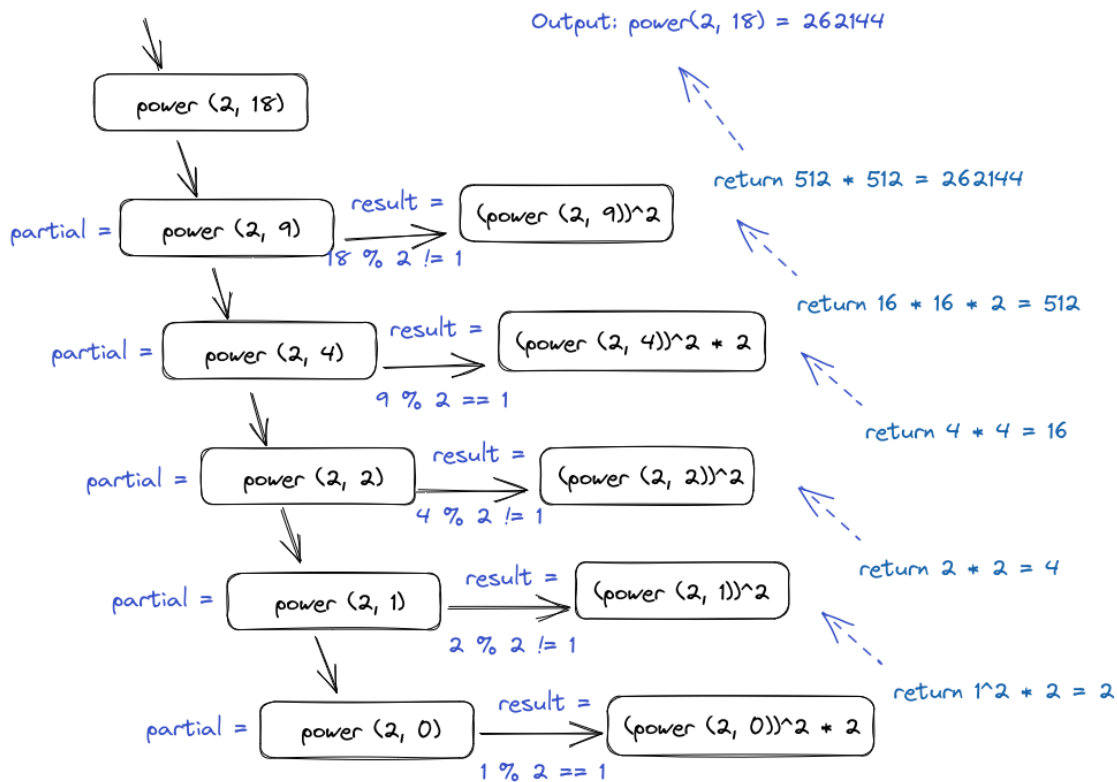 Output: power(2, 18) = 262144
power (2, 18)
return 512 * 512 = 262144
partial = power (2, 9) result = (power (2, 9))^2
18 % 2 != 1
return 16 * 16 * 2 = 512
partial = power (2, 4) result = (power (2, 4))^2 * 2
9 % 2 == 1
return 4 * 4 = 16
partial = power (2, 2) result = (power (2, 2))^2
4 % 2 != 1
return 2 * 2 = 4
partial = power (2, 1) result = (power (2, 1))^2
2 % 2 != 1
return 1^2 * 2 = 2
partial = power (2, 0) result = (power (2, 0))^2 * 2
1 % 2 == 1